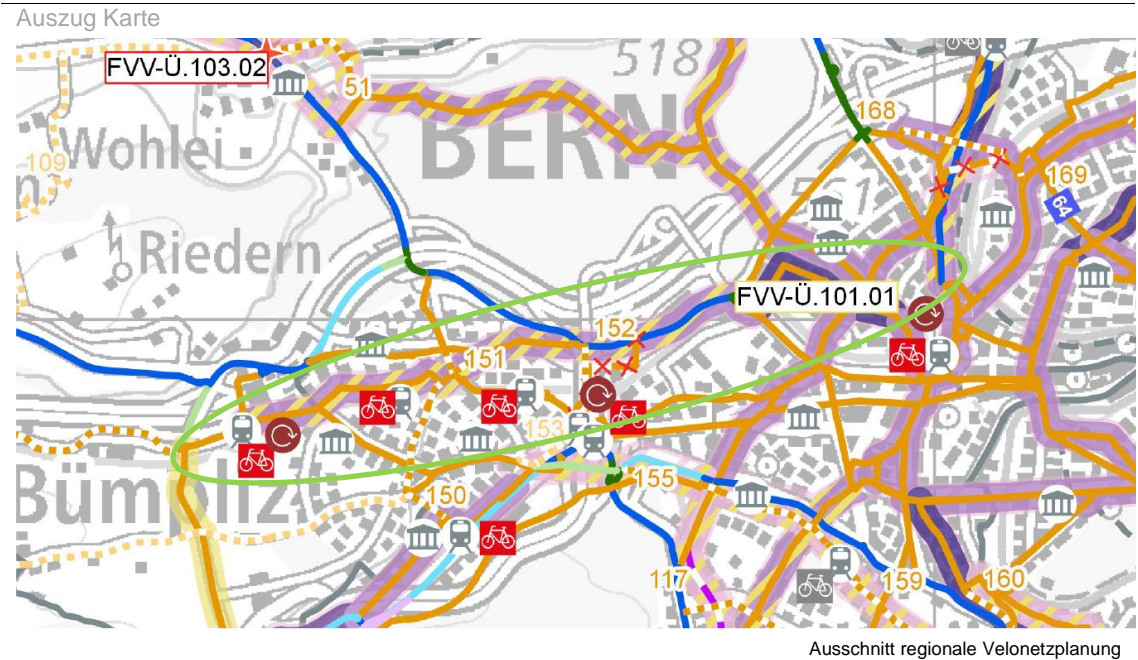 Auszug Karte
FVV-Ü.103.02
518
51
BERN
168
Wohlei
109
n
561
169
64
Riedern
FVV-Ü.101.01
152
151
153
Bümpliz
150
155
117
159
160
Ausschnitt regionale Velonetzplanung